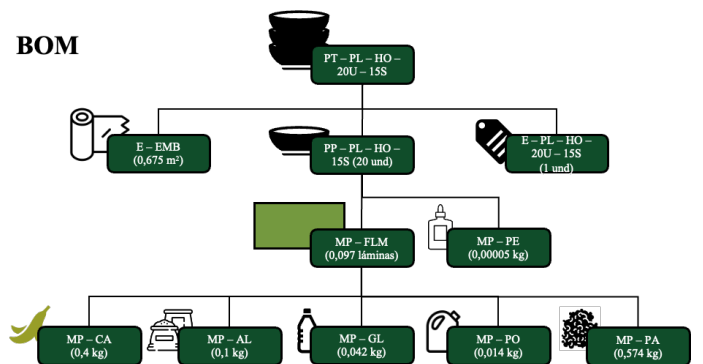 BOM
PT – PL – HO –
20U – 15S
E – EMB
(0,675 m²)
PP – PL – HO –
15S (20 und)
E – PL – HO –
20U – 15S
(1 und)
MP – FLM
(0,097 láminas)
MP – PE
(0,00005 kg)
MP – CA
(0,4 kg)
MP – AL
(0,1 kg)
MP – GL
(0,042 kg)
MP – PO
(0,014 kg)
MP – PA
(0,574 kg)